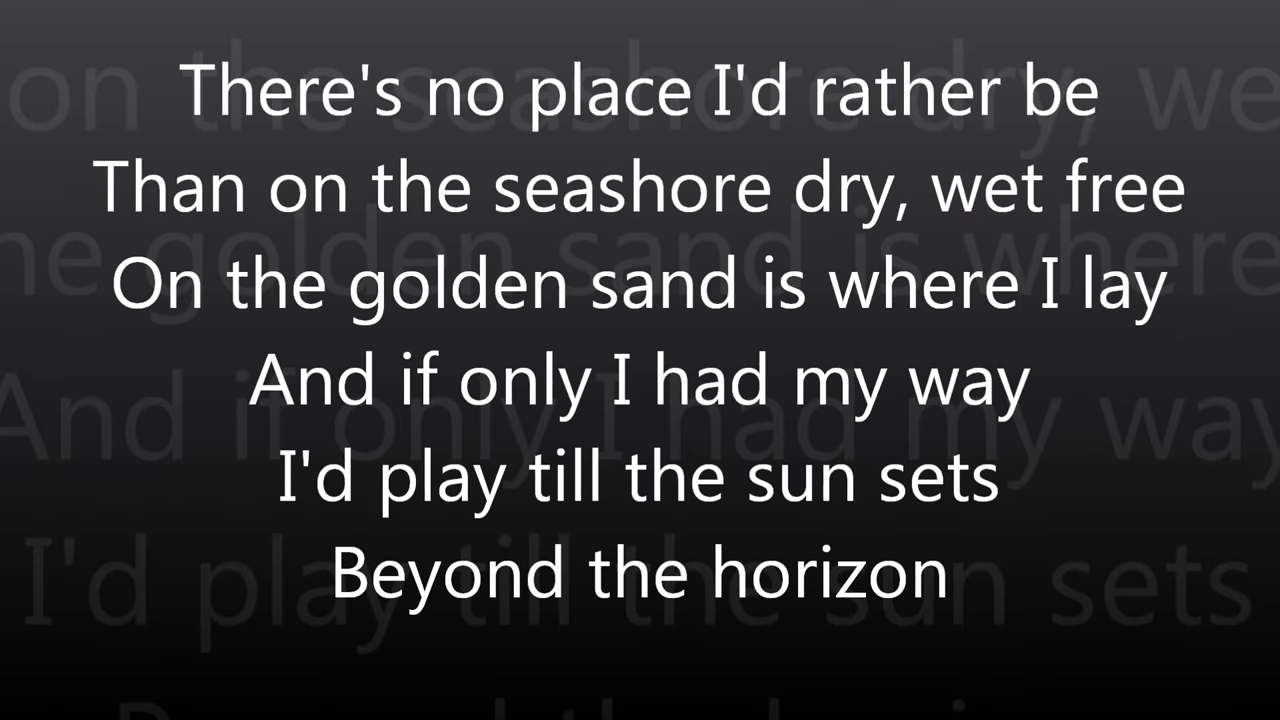 There's no place I'd rather be
Than on the seashore dry, wet free
On the golden sand is where I lay
And if only I had my way
I'd play till the sun sets
Beyond the horizon